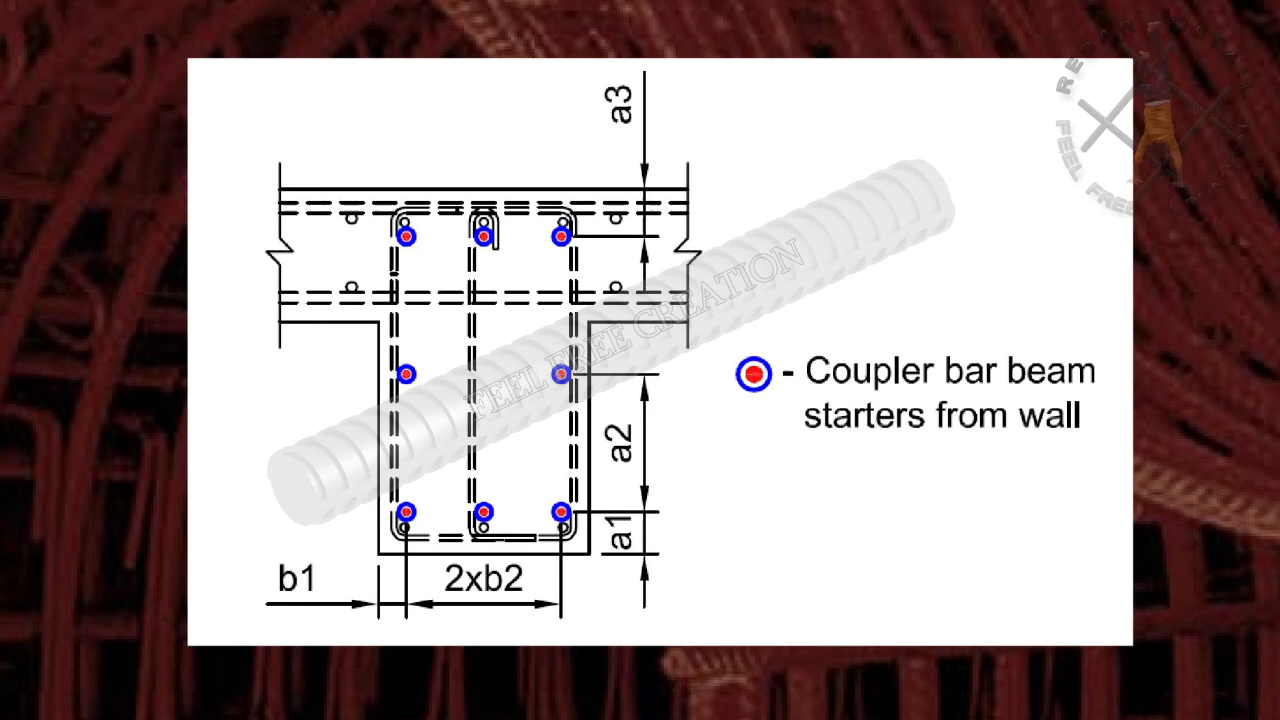 a3
FEEL FREE CREATION
- Coupler bar beam
starters from wall
a2
a1
b1
2xb2